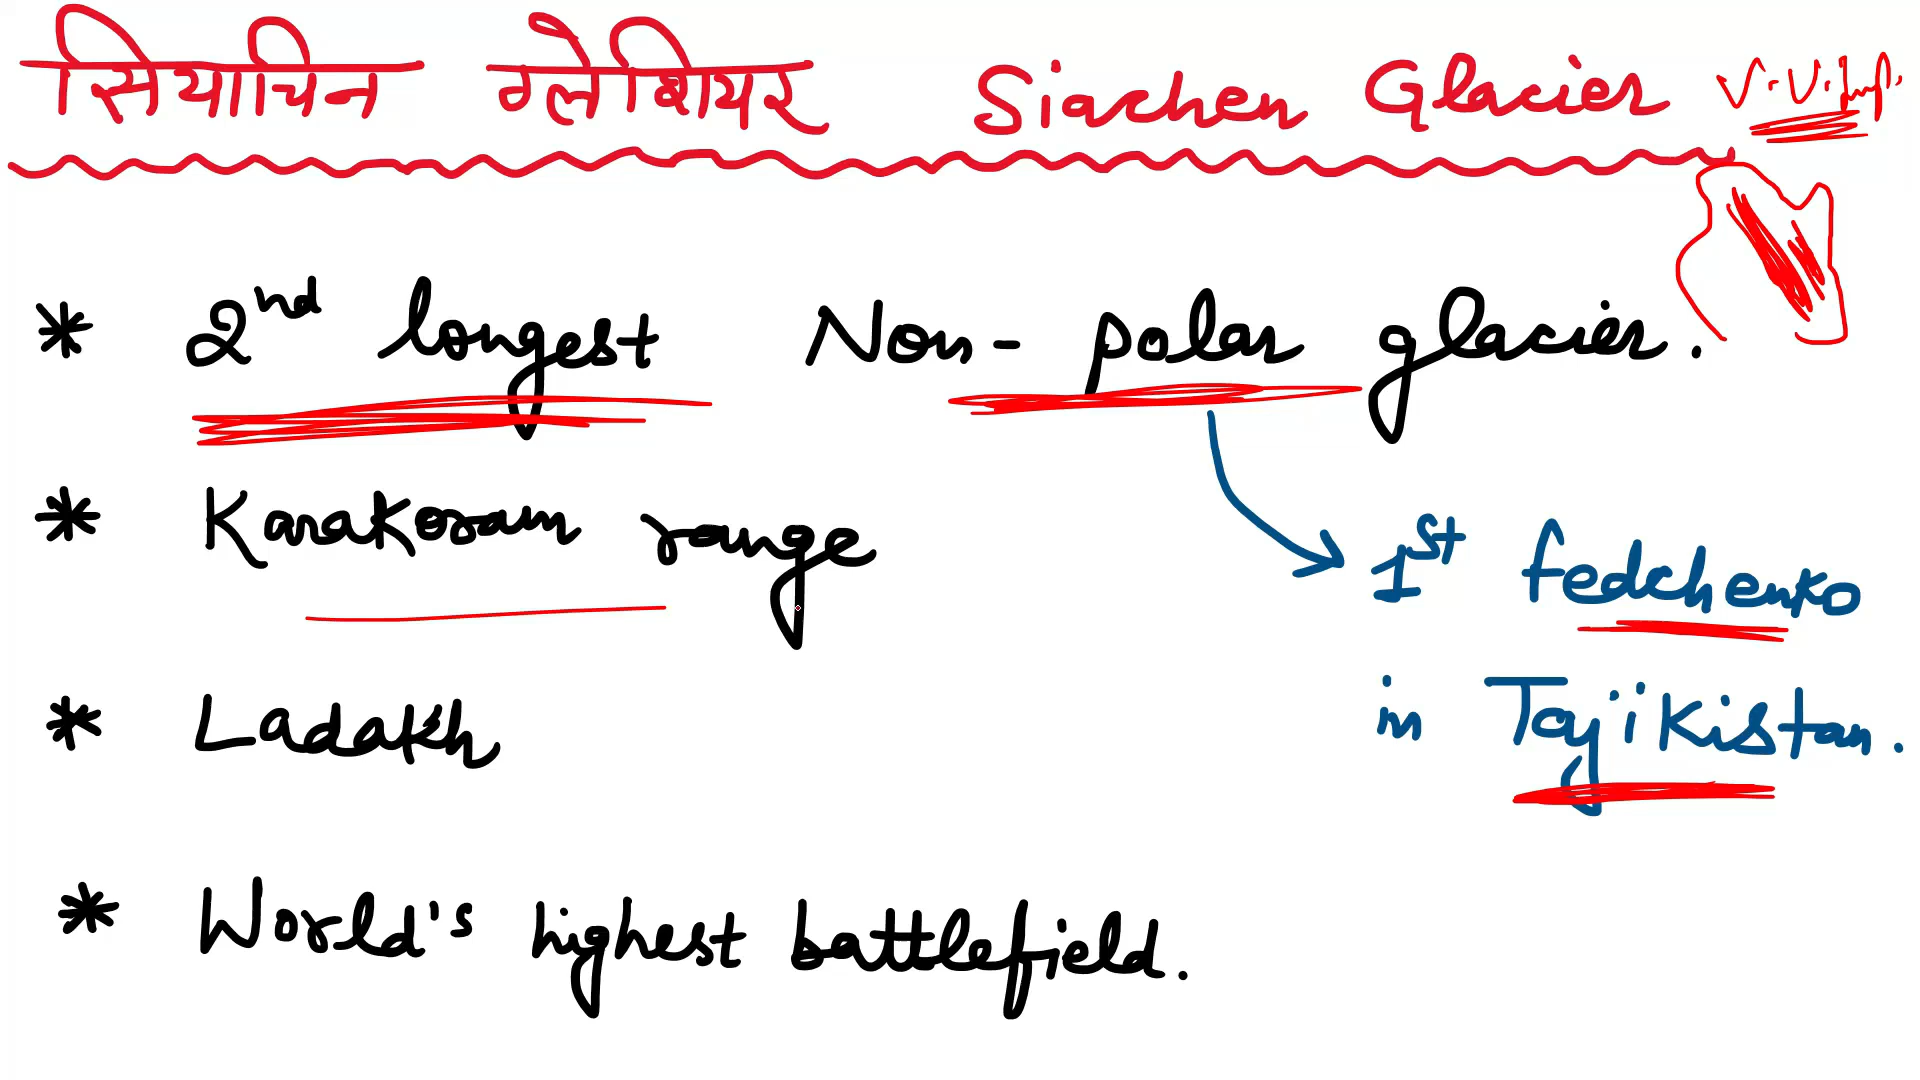 सियाचिन ग्लेशियर Siachen Glacier V.V.Imp.
* 2nd longest Non-polar glacier.
* Karakoram range
1st fedchenko
* Ladakh
in Tajikistan.
* World's highest battlefield.